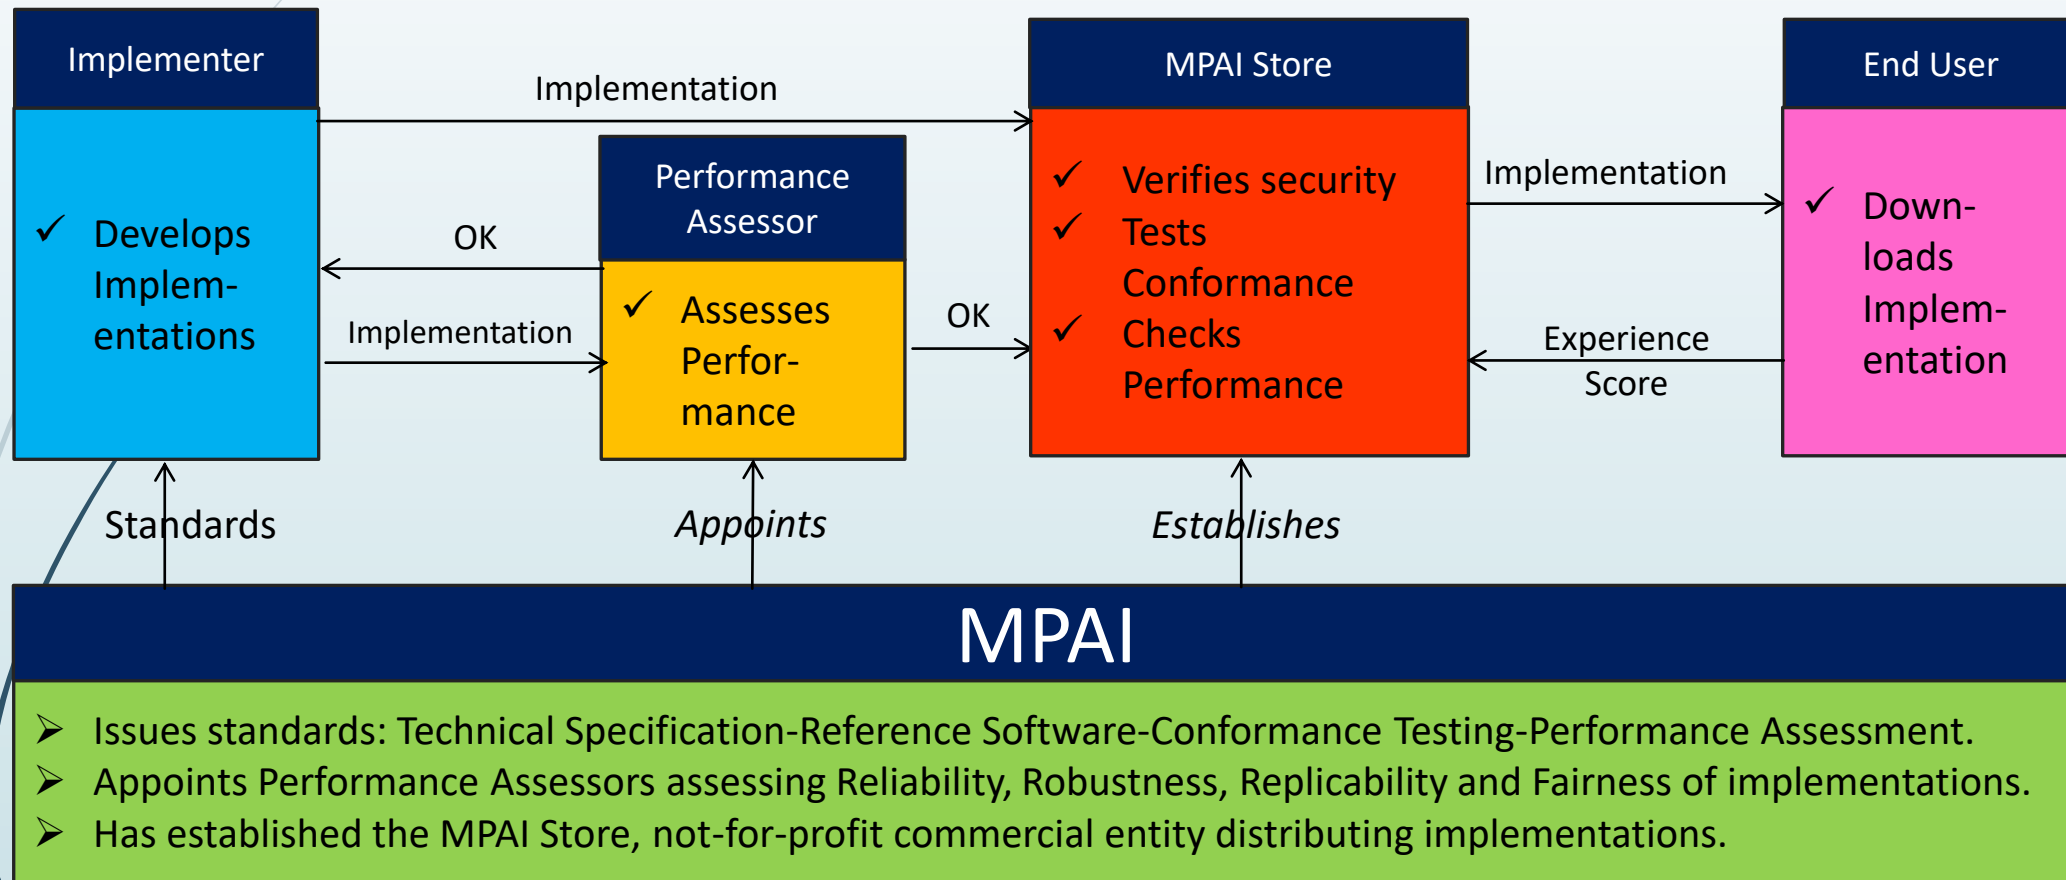 Implementer
✓ Develops
Implem-
entations
Implementation
OK
Implementation
Performance
Assessor
✓ Assesses
Perfor-
mance
OK
MPAI Store
✓ Verifies security
✓ Tests
Conformance
✓ Checks
Performance
Implementation
Experience
Score
End User
✓ Down-
loads
Implem-
entation
Standards
Appoints
Establishes
MPAI
➢ Issues standards: Technical Specification-Reference Software-Conformance Testing-Performance Assessment.
➢ Appoints Performance Assessors assessing Reliability, Robustness, Replicability and Fairness of implementations.
➢ Has established the MPAI Store, not-for-profit commercial entity distributing implementations.